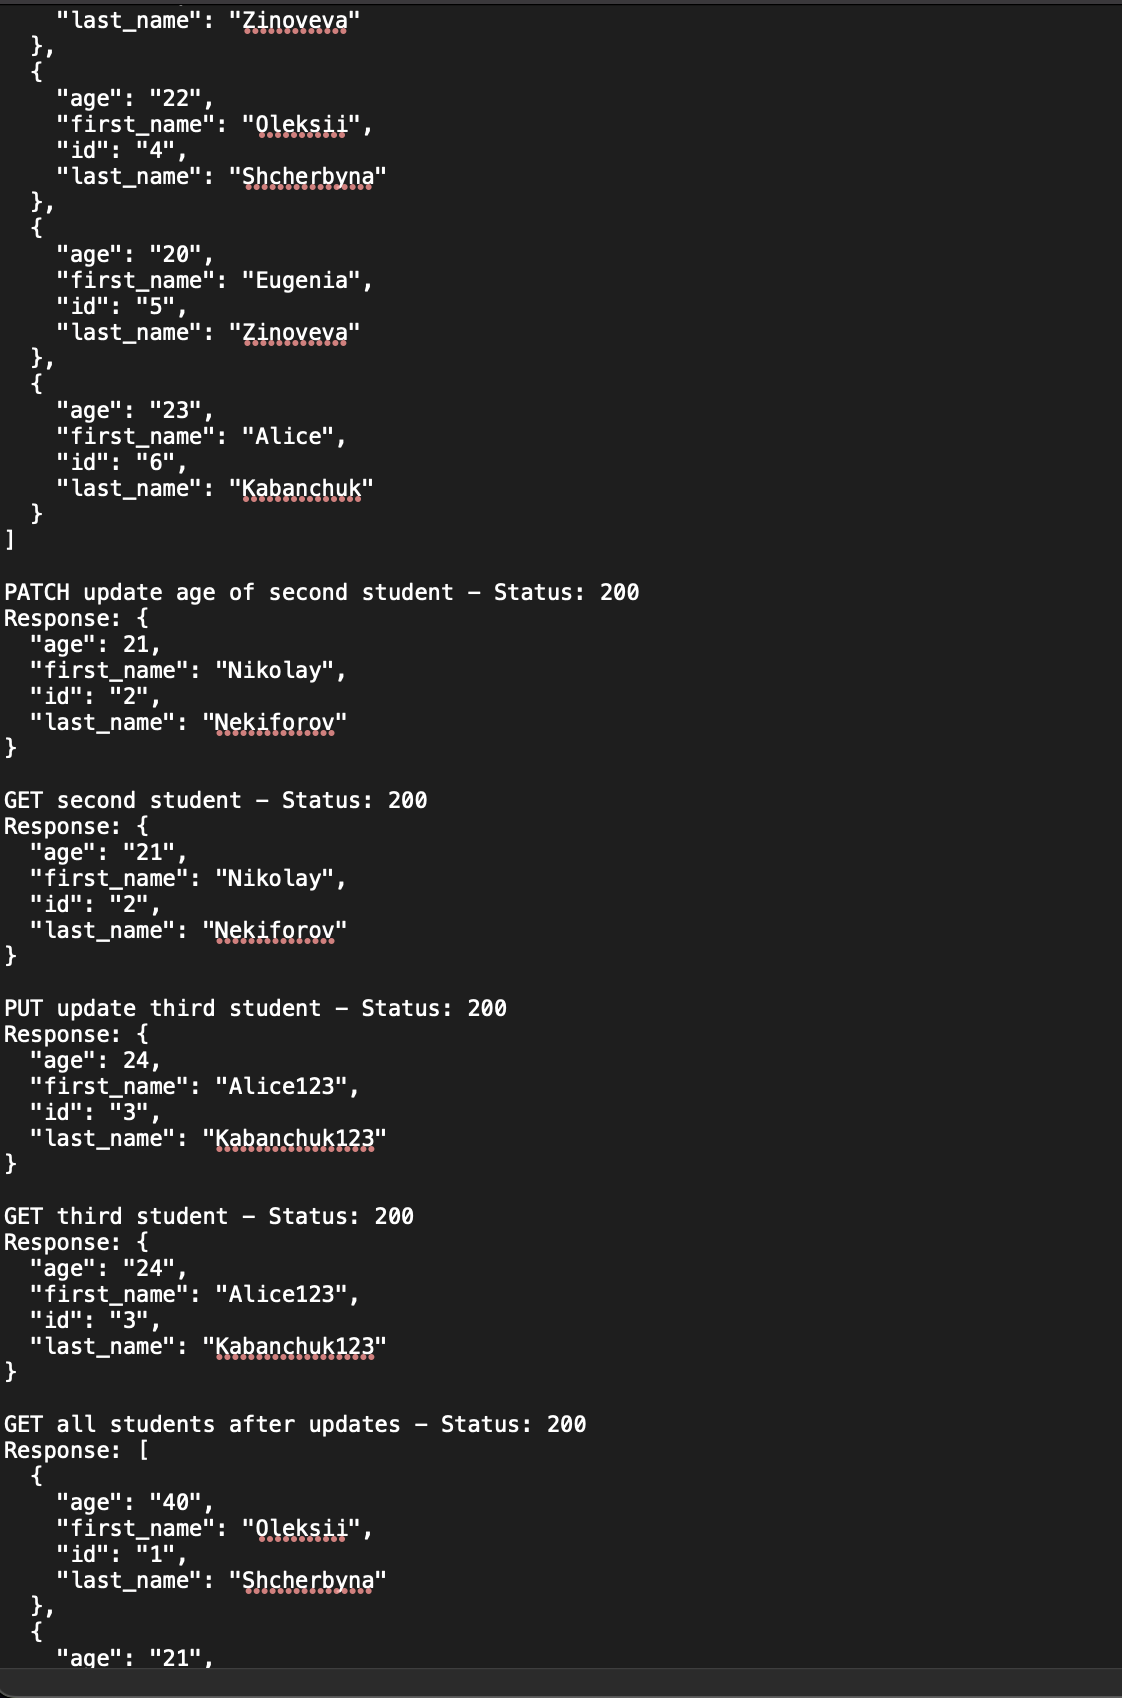 "last_name": "Zinoveva"
  },
  {
    "age": "22",
    "first_name": "Oleksii",
    "id": "4",
    "last_name": "Shcherbyna"
  },
  {
    "age": "20",
    "first_name": "Eugenia",
    "id": "5",
    "last_name": "Zinoveva"
  },
  {
    "age": "23",
    "first_name": "Alice",
    "id": "6",
    "last_name": "Kabanchuk"
  }
]

PATCH update age of second student – Status: 200
Response: {
  "age": 21,
  "first_name": "Nikolay",
  "id": "2",
  "last_name": "Nekiforov"
}

GET second student – Status: 200
Response: {
  "age": "21",
  "first_name": "Nikolay",
  "id": "2",
  "last_name": "Nekiforov"
}

PUT update third student – Status: 200
Response: {
  "age": 24,
  "first_name": "Alice123",
  "id": "3",
  "last_name": "Kabanchuk123"
}

GET third student – Status: 200
Response: {
  "age": "24",
  "first_name": "Alice123",
  "id": "3",
  "last_name": "Kabanchuk123"
}

GET all students after updates – Status: 200
Response: [
  {
    "age": "40",
    "first_name": "Oleksii",
    "id": "1",
    "last_name": "Shcherbyna"
  },
  {
    "age": "21",